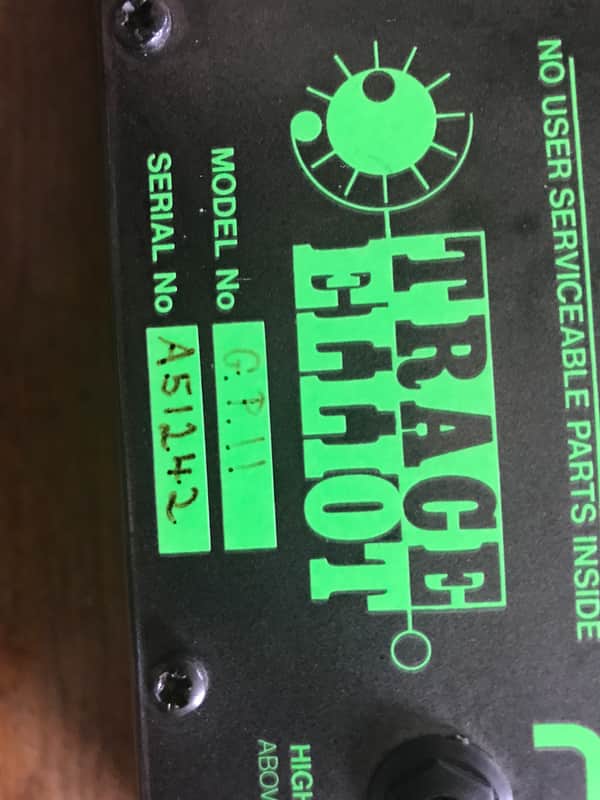 NO USER SERVICEABLE PARTS INSIDE
TRACE
ELLIOT
MODEL No G.P.11
SERIAL No A51242
HIGH
ABOV